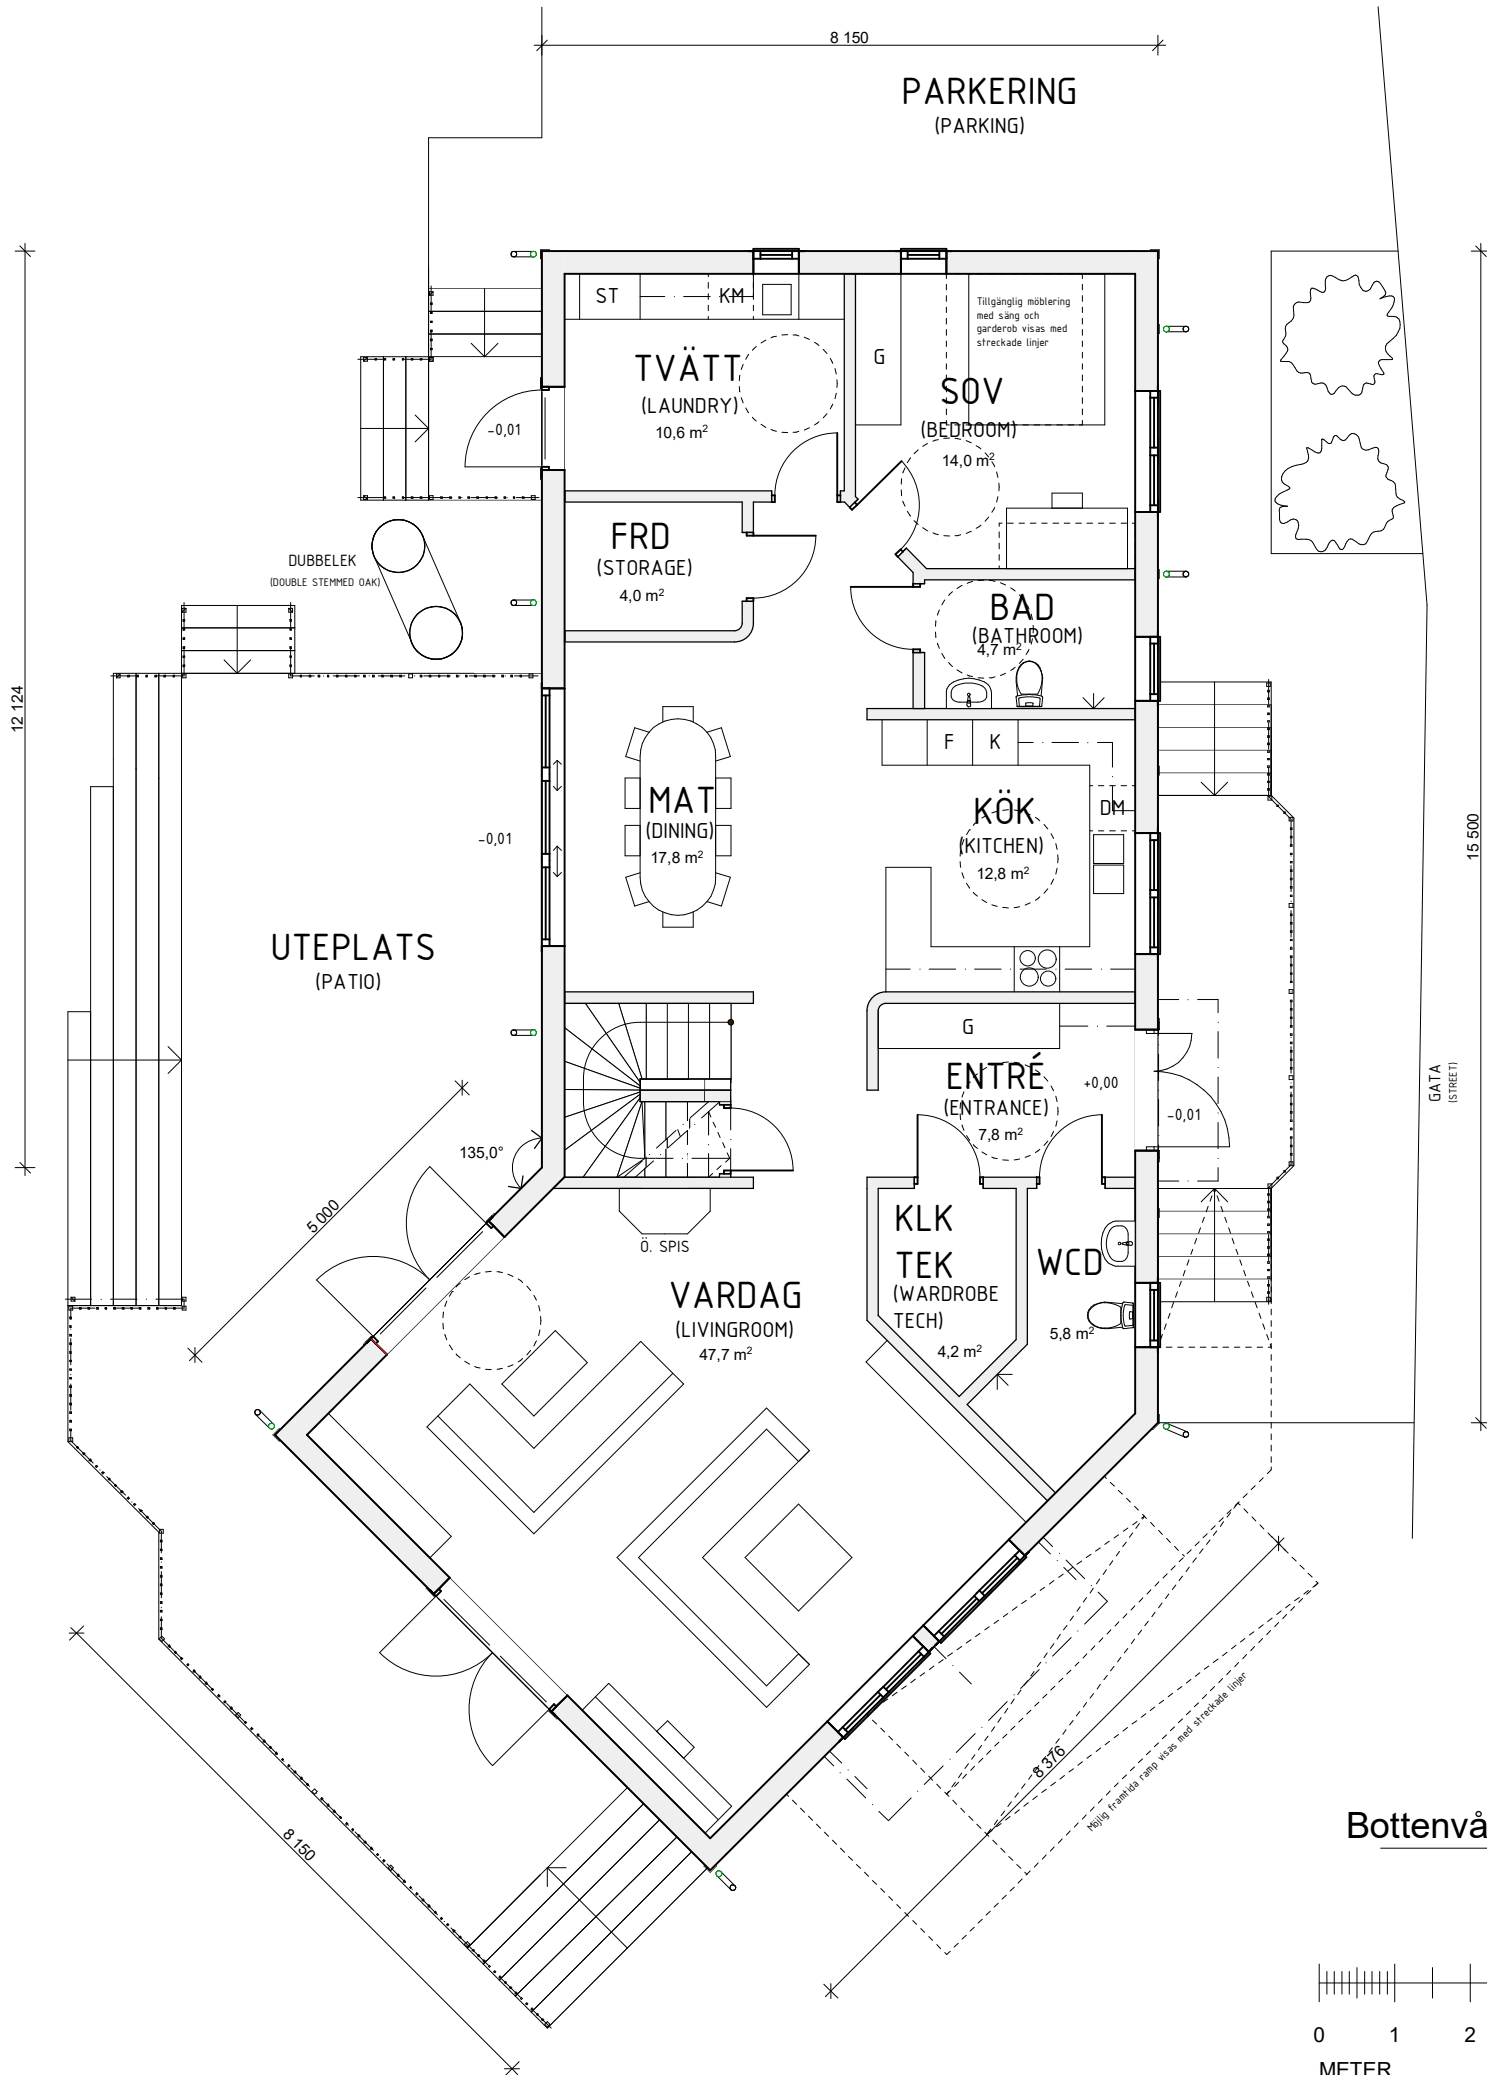 8 150
PARKERING
(PARKING)
12 124
15 500
ST
KM
TVÄTT
(LAUNDRY)
10,6 m²
G
Tillgänglig möblering
med säng och
garderob visas med
streckade linjer
SOV
(BEDROOM)
14,0 m²
-0,01
FRD
(STORAGE)
4,0 m²
DUBBELEK
(DOUBLE STEMMED OAK)
BAD
(BATHROOM)
4,7 m²
F
K
MAT
(DINING)
17,8 m²
KÖK
(KITCHEN)
12,8 m²
DM
-0,01
UTEPLATS
(PATIO)
G
ENTRÉ
(ENTRANCE)
7,8 m²
+0,00
-0,01
GATA
(STREET)
135,0°
5 000
Ö. SPIS
KLK
TEK
(WARDROBE
TECH)
4,2 m²
WCD
5,8 m²
VARDAG
(LIVINGROOM)
47,7 m²
8 376
Möjlig framtida ramp visas med streckade linjer
8 150
Bottenvå
0 1 2
METER